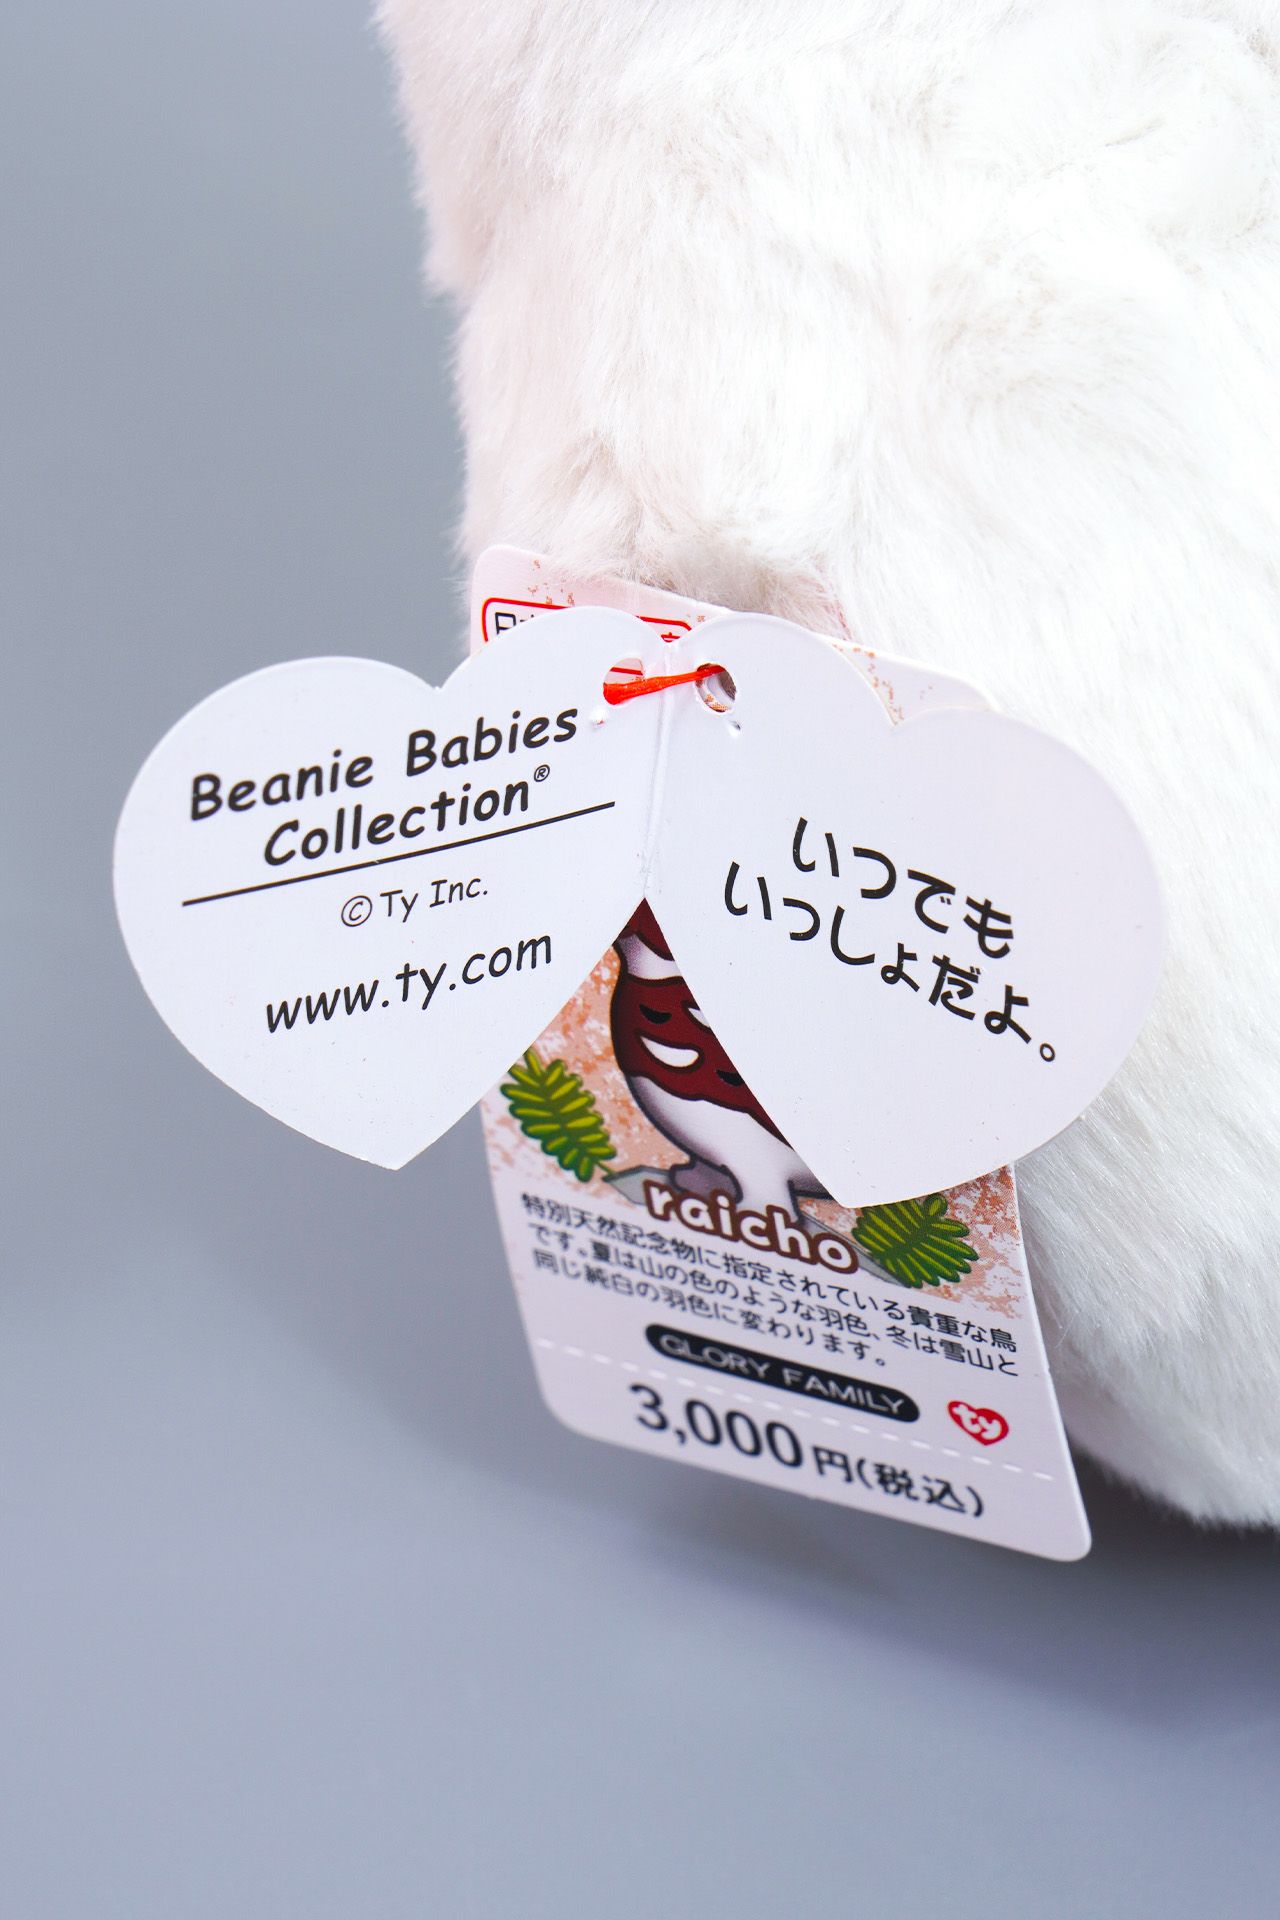 Beanie Babies
Collection®
© Ty Inc.
www.ty.com
いつでも
いっしょだよ。
raicho
特別天然記念物に指定されている貴重な鳥
です。夏は山の色のような羽色、冬は雪山と
同じ純白の羽色に変わります。
GLORY FAMILY
ty
3,000円(税込)